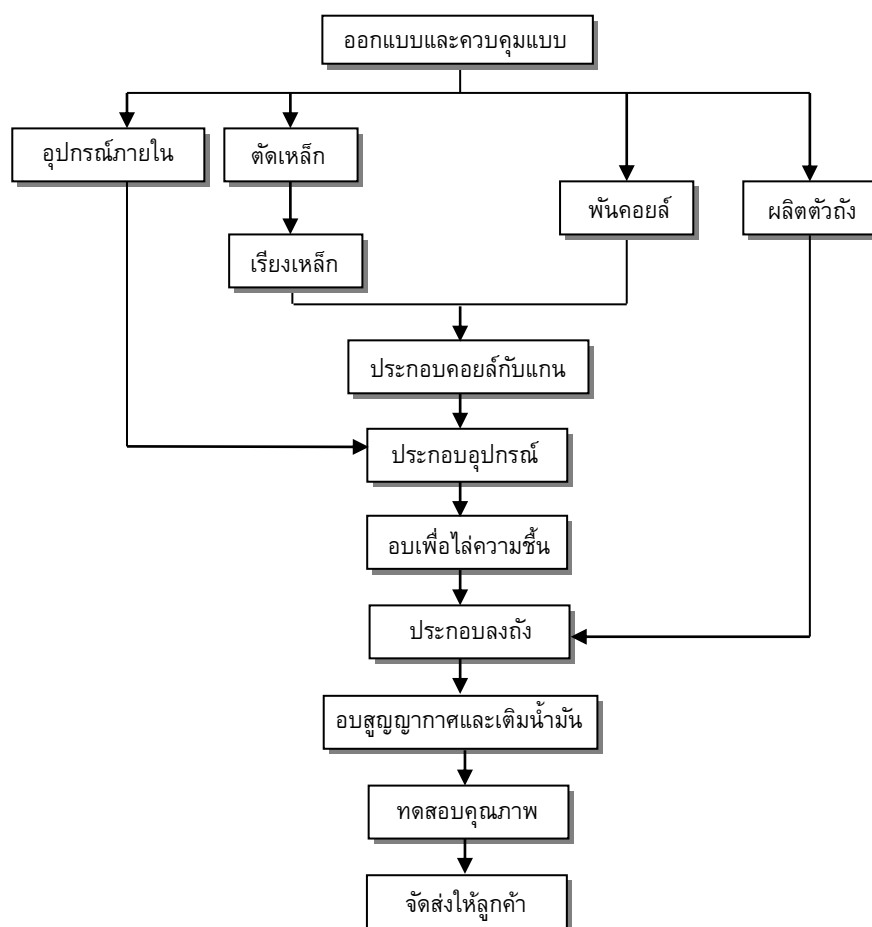 ออกแบบและควบคุมแบบ
อุปกรณ์ภายใน
ตัดเหล็ก
พันคอยล์
ผลิตตัวถัง
เรียงเหล็ก
ประกอบคอยล์กับแกน
ประกอบอุปกรณ์
อบเพื่อไล่ความชื้น
ประกอบลงถัง
อบสูญญากาศและเติมน้ำมัน
ทดสอบคุณภาพ
จัดส่งให้ลูกค้า